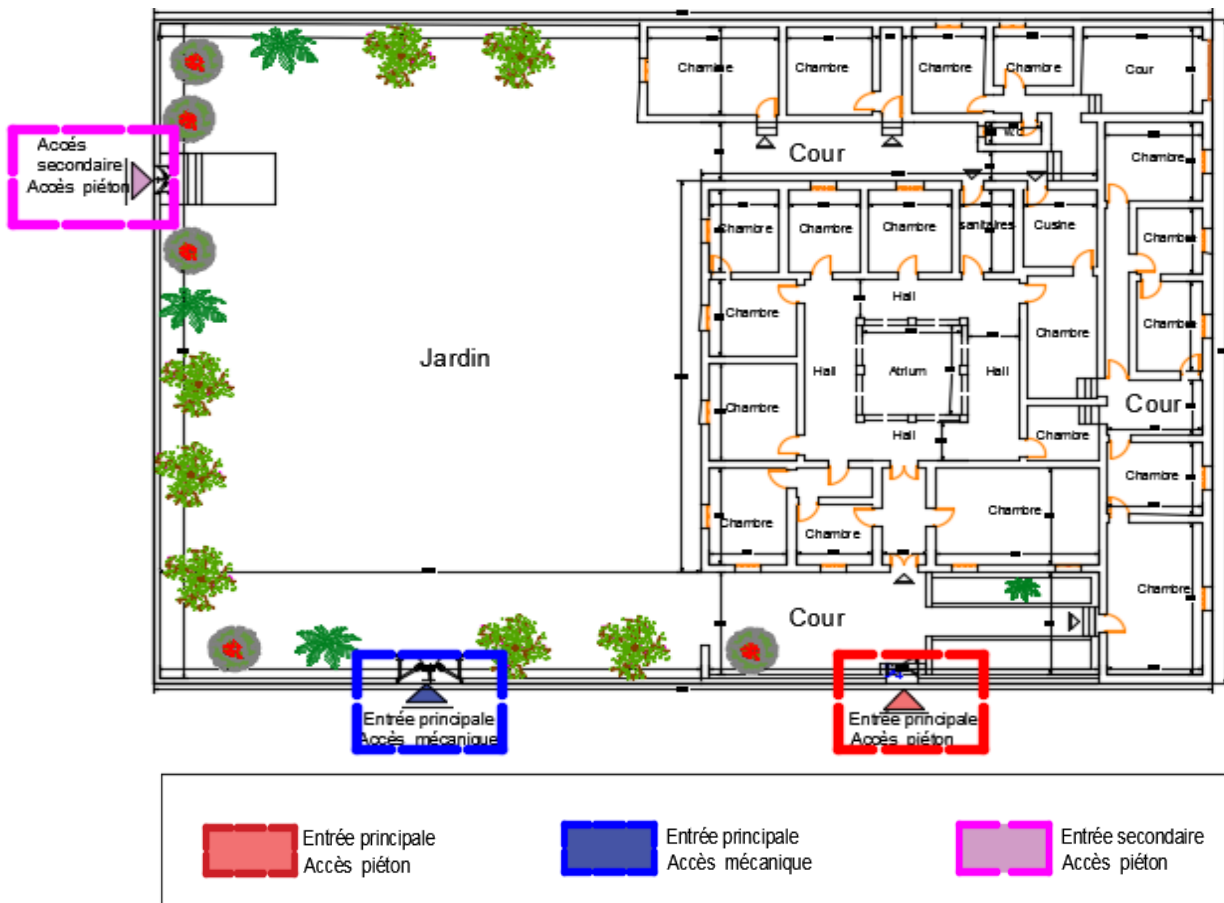 Chambre
Chambre
Chambre
Chambre
Cour
Accés
secondaire
Accès piéton
Cour
Chambre
Chambre
Chambre
Chambre
sanitaires
Cusine
Chambre
Hall
Chambre
Chambre
Chambre
Jardin
Hall
Atrium
Hall
Chambre
Cour
Hall
Chambre
Chambre
Chambre
Chambre
Chambre
Chambre
Chambre
Cour
Entrée principale
Accès mécanique
Entrée principale
Accès piéton
Entrée principale
Accès piéton
Entrée principale
Accès mécanique
Entrée secondaire
Accès piéton